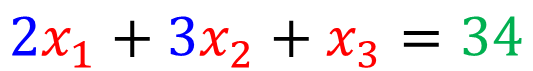 2x₁ + 3x₂ + x₃ = 34